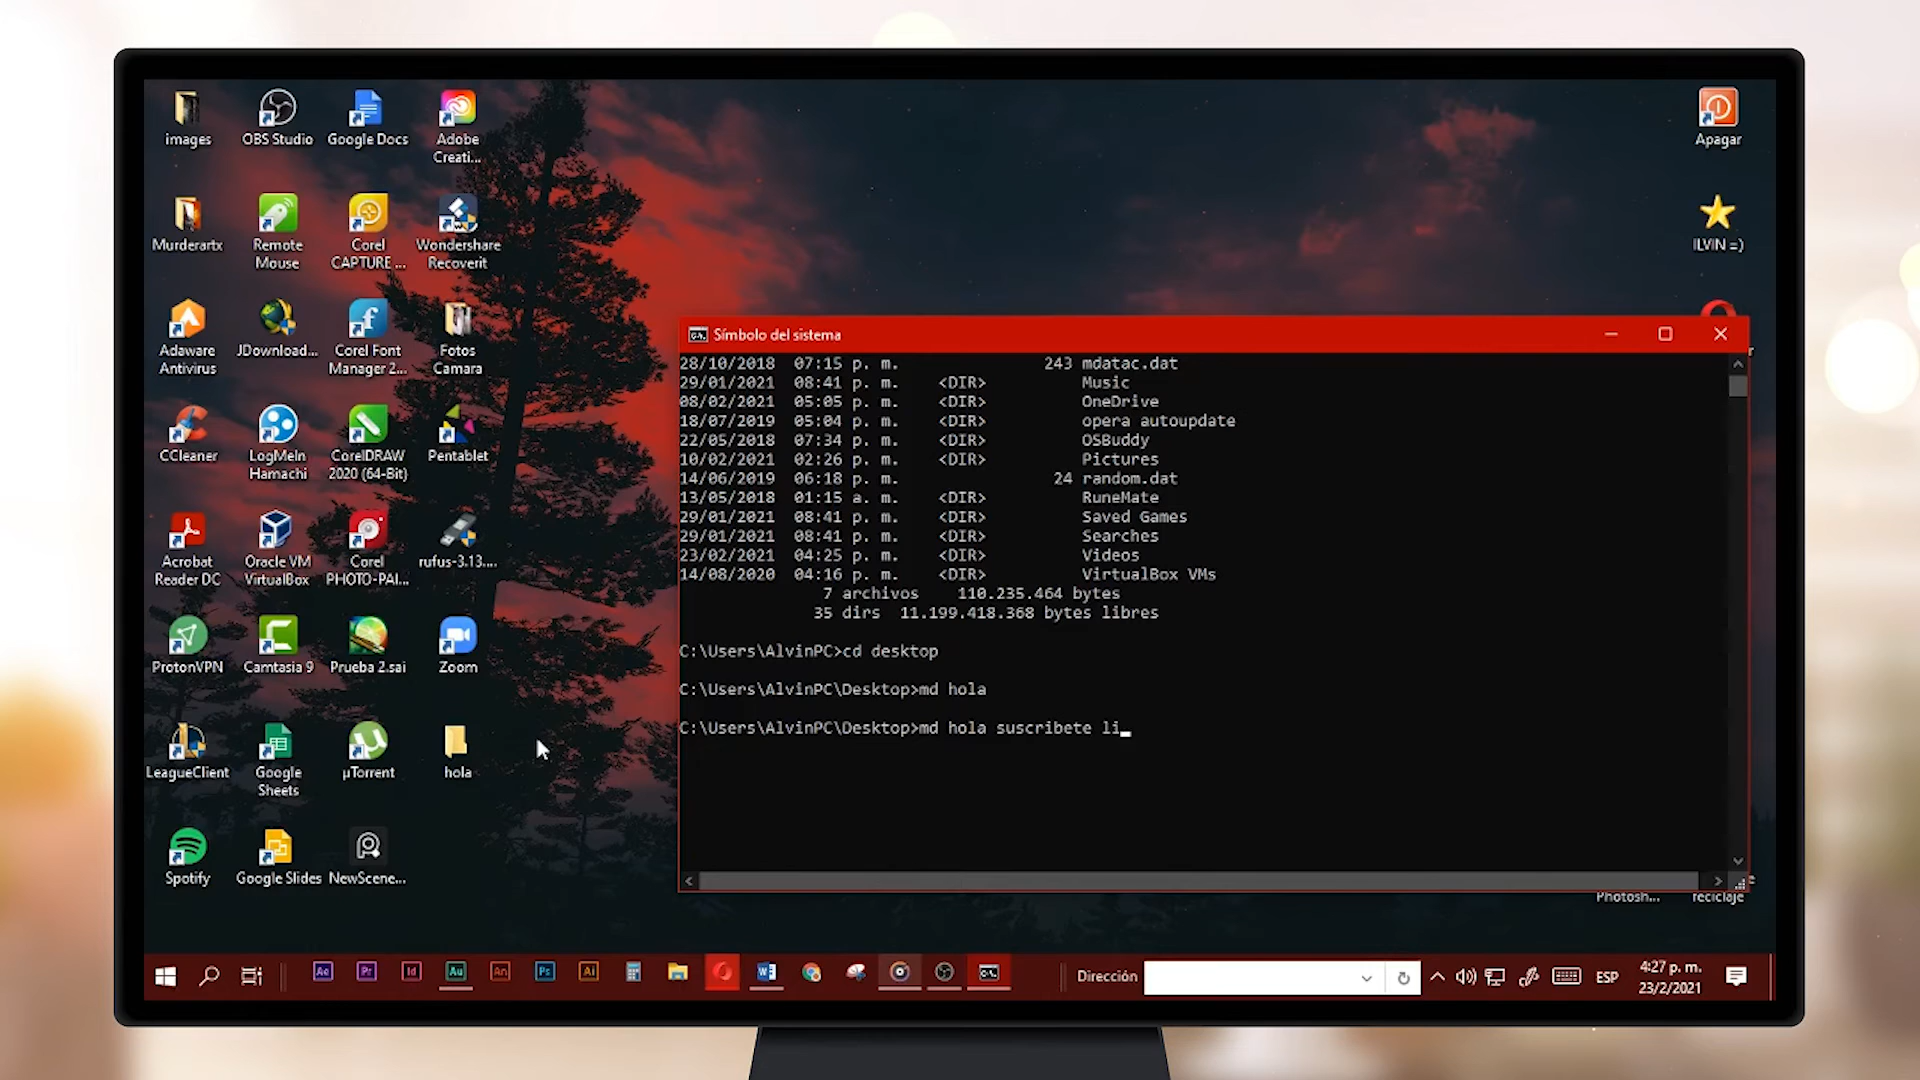 images
OBS Studio
Google Docs
Adobe
Creati...
Apagar
Murderartx
Remote
Mouse
Corel
CAPTURE ...
Wondershare
Recoverit
ILVIN =)
Adaware
Antivirus
JDownload...
Corel Font
Manager 2...
Fotos
Camara
CCleaner
LogMeIn
Hamachi
CorelDRAW
2020 (64-Bit)
Pentablet
Acrobat
Reader DC
Oracle VM
VirtualBox
Corel
PHOTO-PAI...
rufus-3.13....
ProtonVPN
Camtasia 9
Prueba 2.sai
Zoom
LeagueClient
Google
Sheets
µTorrent
hola
Spotify
Google Slides
NewScene...
Símbolo del sistema
28/10/2018 07:15 p. m. 243 mdatac.dat
29/01/2021 08:41 p. m. <DIR> Music
08/02/2021 05:05 p. m. <DIR> OneDrive
18/07/2019 05:04 p. m. <DIR> opera autoupdate
22/05/2018 07:34 p. m. <DIR> OSBuddy
10/02/2021 02:26 p. m. <DIR> Pictures
14/06/2019 06:18 p. m. 24 random.dat
13/05/2018 01:15 a. m. <DIR> RuneMate
29/01/2021 08:41 p. m. <DIR> Saved Games
29/01/2021 08:41 p. m. <DIR> Searches
23/02/2021 04:25 p. m. <DIR> Videos
14/08/2020 04:16 p. m. <DIR> VirtualBox VMs
7 archivos 110.235.464 bytes
35 dirs 11.199.418.368 bytes libres
C:\Users\AlvinPC>cd desktop
C:\Users\AlvinPC\Desktop>md hola
C:\Users\AlvinPC\Desktop>md hola suscribete li_
Photosh...
reciclaje
Ae Pr Id Au An Ps Ai
Dirección
ESP
4:27 p. m.
23/2/2021